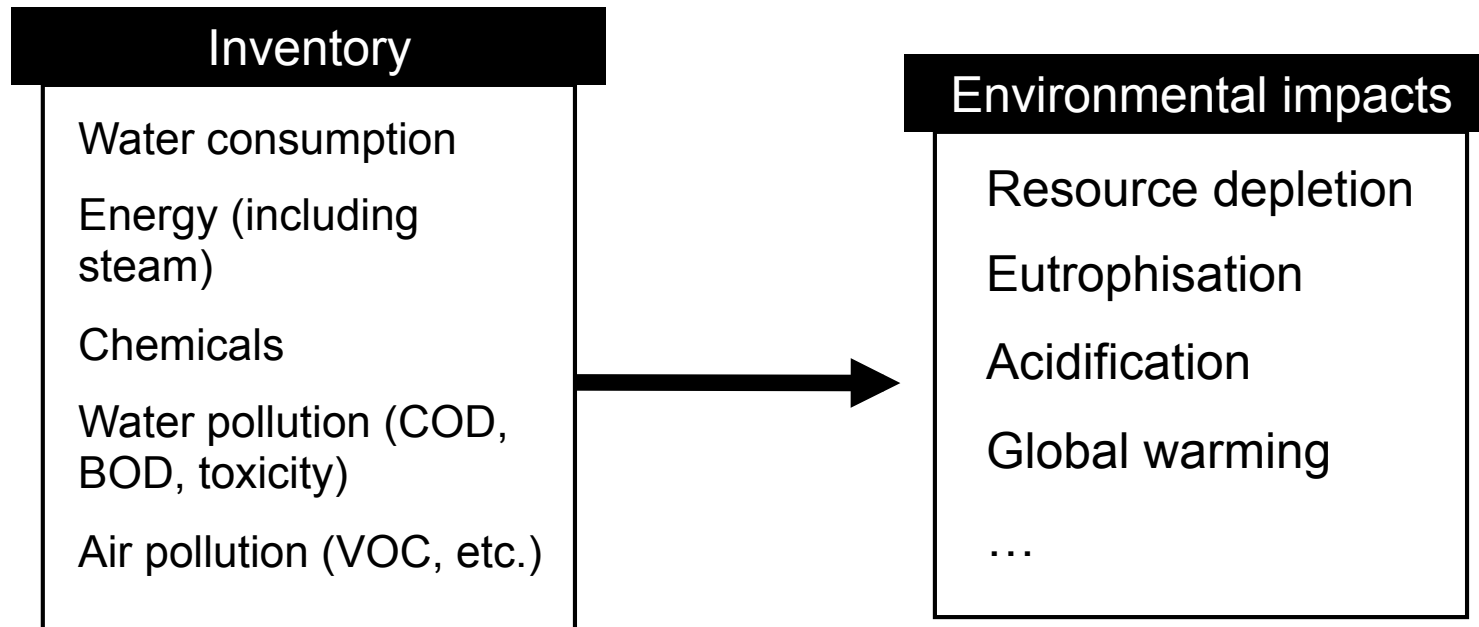 Inventory
Water consumption
Energy (including
steam)
Chemicals
Water pollution (COD,
BOD, toxicity)
Air pollution (VOC, etc.)
Environmental impacts
Resource depletion
Eutrophisation
Acidification
Global warming
…